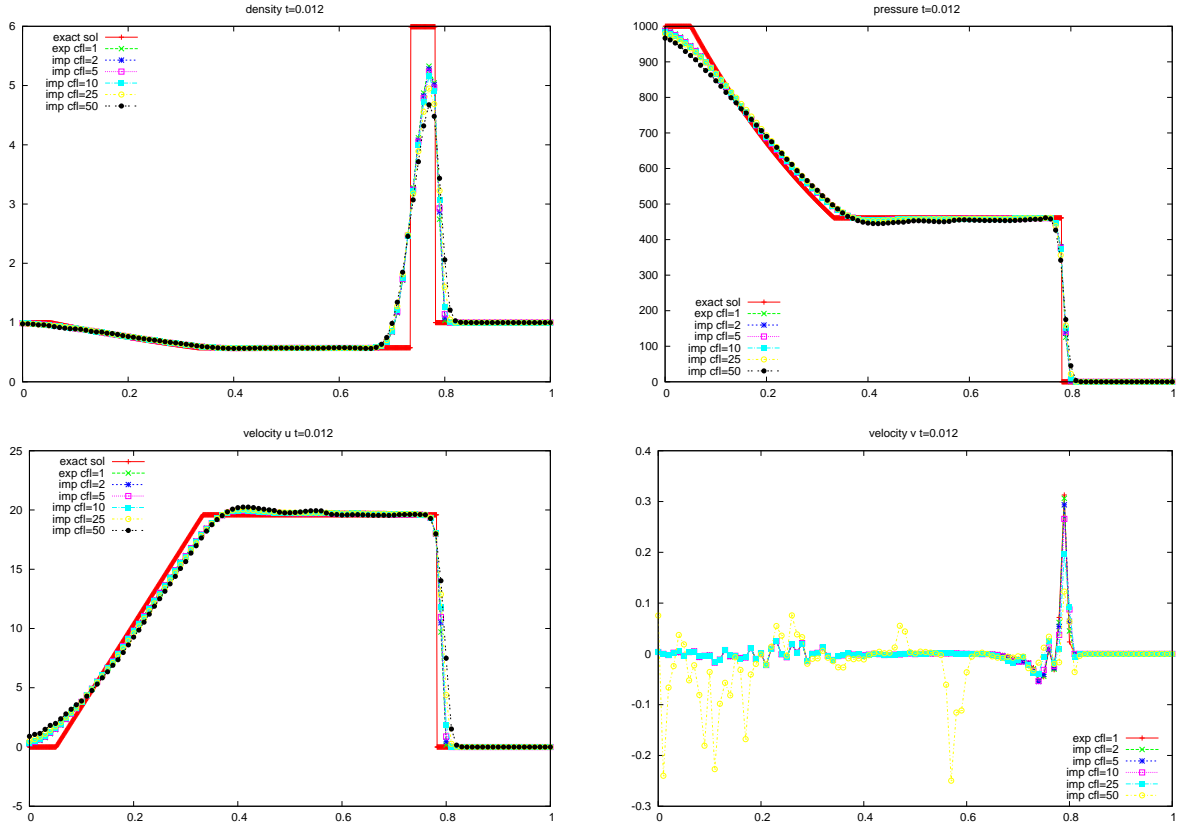 density t=0.012
6
5
4
3
2
1
0
0
0.2
0.4
0.6
0.8
1
exact sol
exp cfl=1
imp cfl=2
imp cfl=5
imp cfl=10
imp cfl=25
imp cfl=50
pressure t=0.012
1000
900
800
700
600
500
400
300
200
100
0
0
0.2
0.4
0.6
0.8
1
exact sol
exp cfl=1
imp cfl=2
imp cfl=5
imp cfl=10
imp cfl=25
imp cfl=50
velocity u t=0.012
25
20
15
10
5
0
-5
0
0.2
0.4
0.6
0.8
1
exact sol
exp cfl=1
imp cfl=2
imp cfl=5
imp cfl=10
imp cfl=25
imp cfl=50
velocity v t=0.012
0.4
0.3
0.2
0.1
0
-0.1
-0.2
-0.3
0
0.2
0.4
0.6
0.8
1
exp cfl=1
imp cfl=2
imp cfl=5
imp cfl=10
imp cfl=25
imp cfl=50